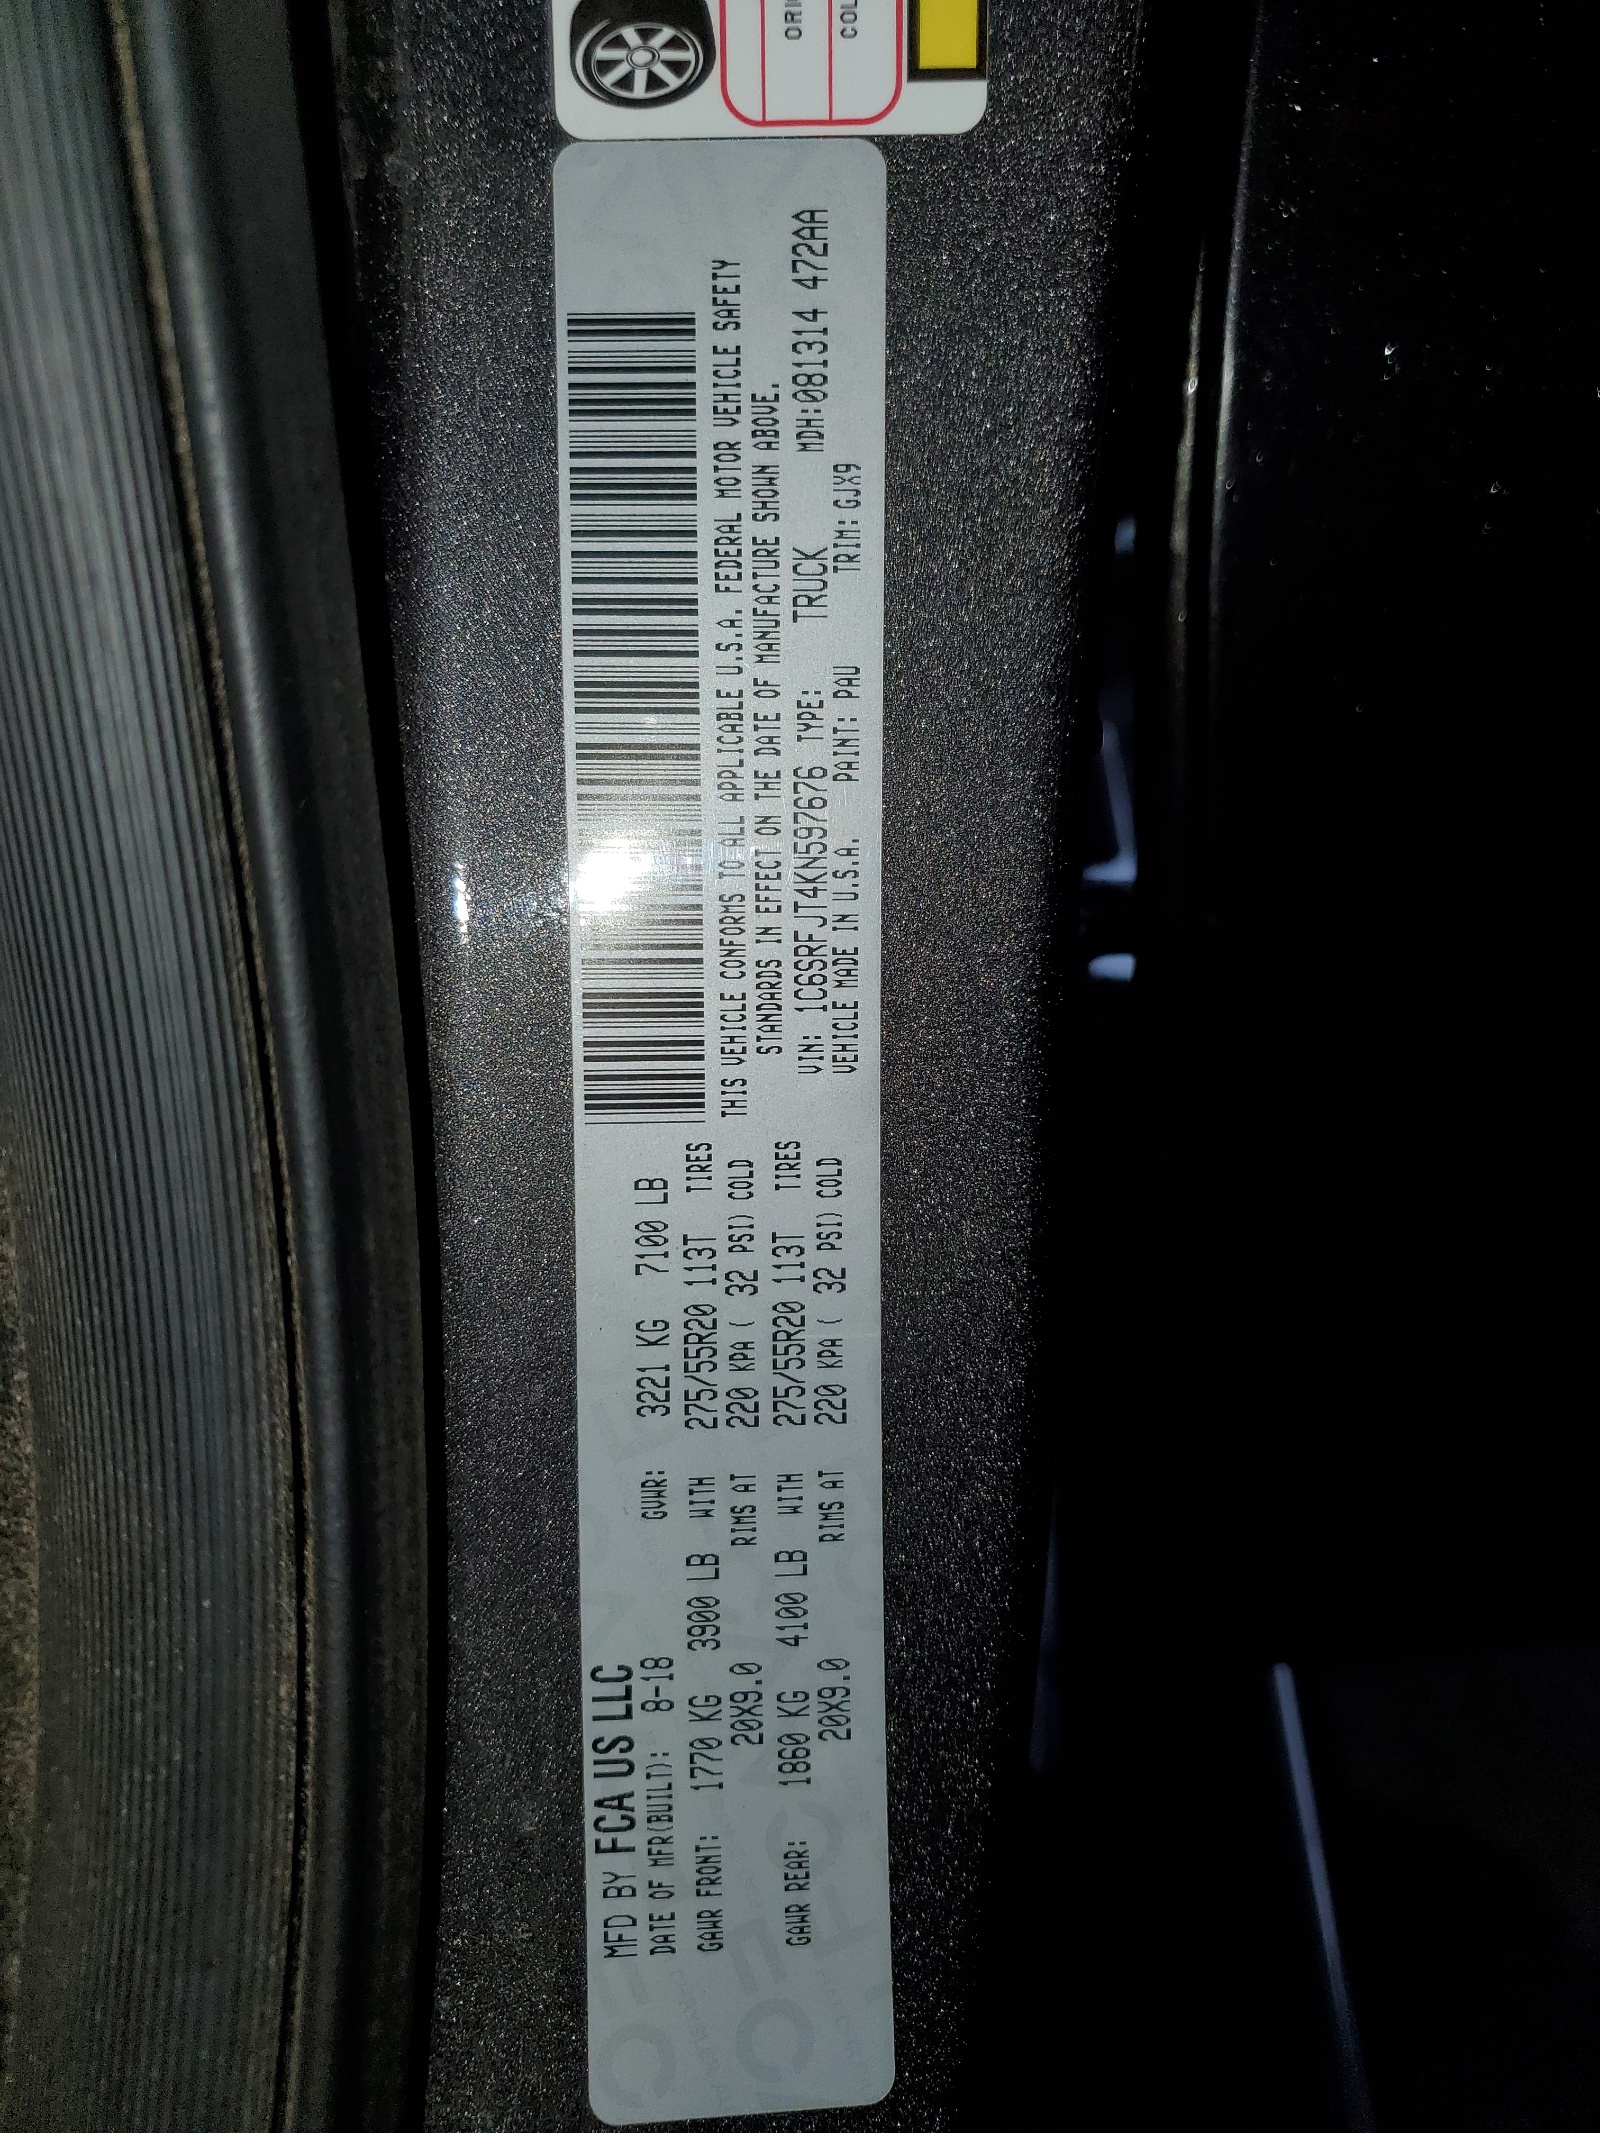 MFD BY FCA US LLC
DATE OF MFR(BUILT): 8-18 GVWR: 3221 KG 7100 LB
GAWR FRONT: 1770 KG 3900 LB WITH 275/55R20 113T TIRES
20X9.0 RIMS AT 220 KPA ( 32 PSI) COLD
GAWR REAR: 1860 KG 4100 LB WITH 275/55R20 113T TIRES
20X9.0 RIMS AT 220 KPA ( 32 PSI) COLD
THIS VEHICLE CONFORMS TO ALL APPLICABLE U.S.A. FEDERAL MOTOR VEHICLE SAFETY
STANDARDS IN EFFECT ON THE DATE OF MANUFACTURE SHOWN ABOVE.
VIN: 1C6SRFJT4KN597676 TYPE: TRUCK MDH:081314 472AA
VEHICLE MADE IN U.S.A. PAINT: PAU TRIM: GJX9